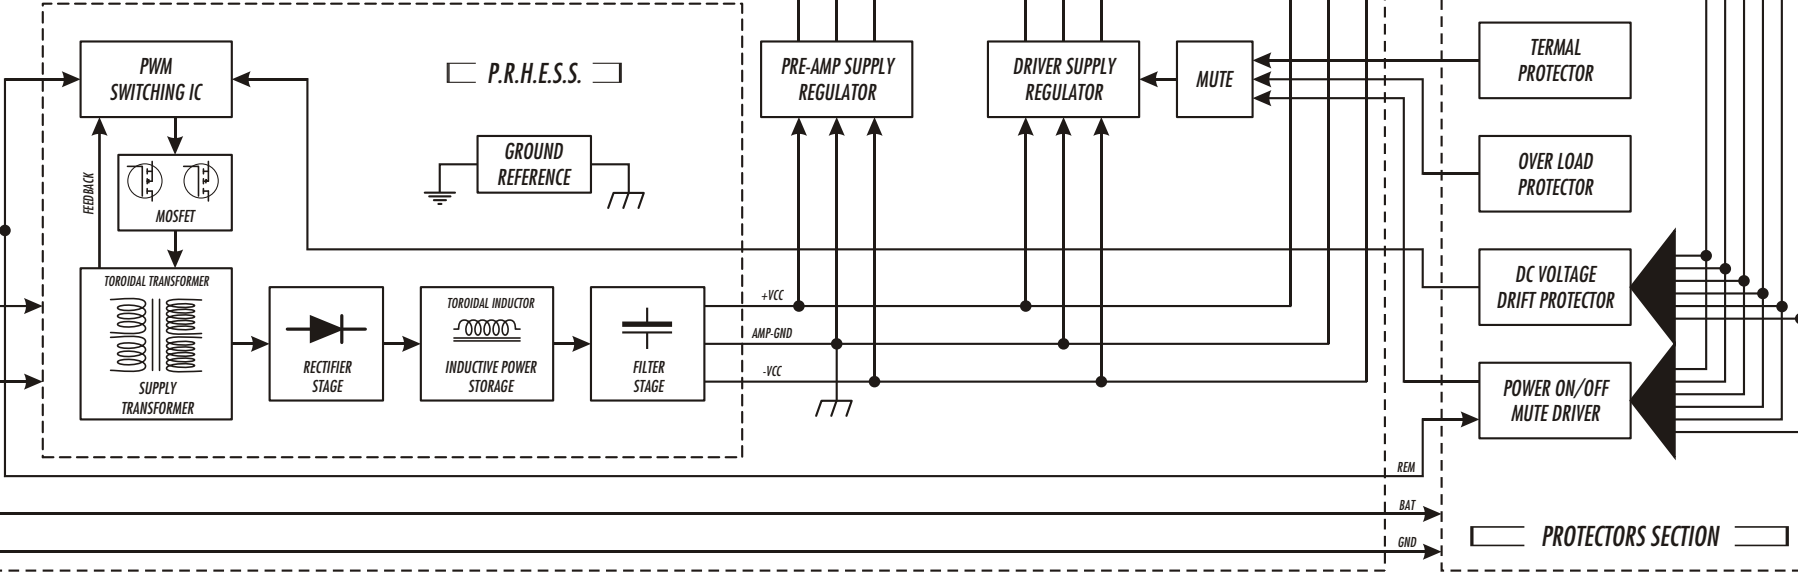 PWM
SWITCHING IC
P.R.H.E.S.S.
PRE-AMP SUPPLY
REGULATOR
DRIVER SUPPLY
REGULATOR
MUTE
TERMAL
PROTECTOR
GROUND
REFERENCE
OVER LOAD
PROTECTOR
FEEDBACK
MOSFET
TOROIDAL TRANSFORMER
SUPPLY
TRANSFORMER
RECTIFIER
STAGE
TOROIDAL INDUCTOR
INDUCTIVE POWER
STORAGE
FILTER
STAGE
+VCC
AMP-GND
-VCC
DC VOLTAGE
DRIFT PROTECTOR
POWER ON/OFF
MUTE DRIVER
REM
BAT
GND
PROTECTORS SECTION